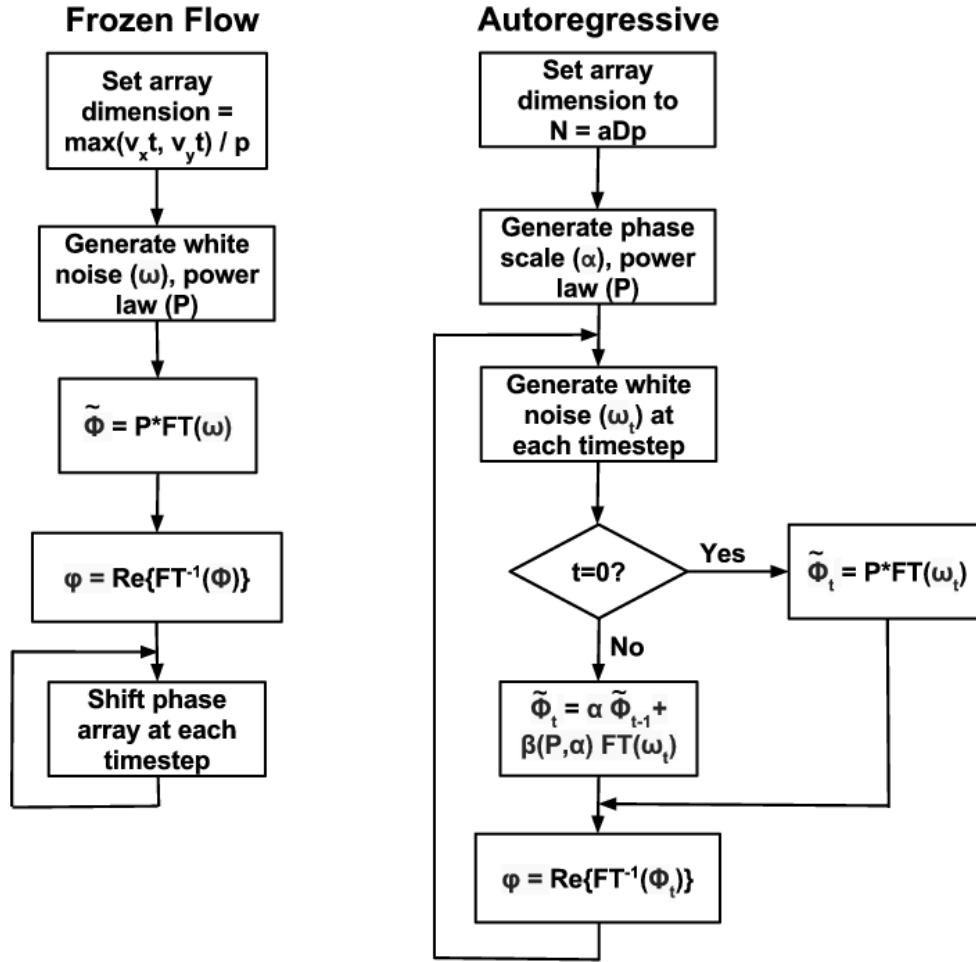 Frozen Flow
Set array
dimension =
max(vₓt, v_yt) / p
Generate white
noise (ω), power
law (P)
Φ̃ = P*FT(ω)
φ = Re{FT⁻¹(Φ)}
Shift phase
array at each
timestep
Autoregressive
Set array
dimension to
N = aDp
Generate phase
scale (α), power
law (P)
Generate white
noise (ωₜ) at
each timestep
t=0?
Yes
Φ̃ₜ = P*FT(ωₜ)
No
Φ̃ₜ = α Φ̃ₜ₋₁+
β(P,α) FT(ωₜ)
φ = Re{FT⁻¹(Φₜ)}